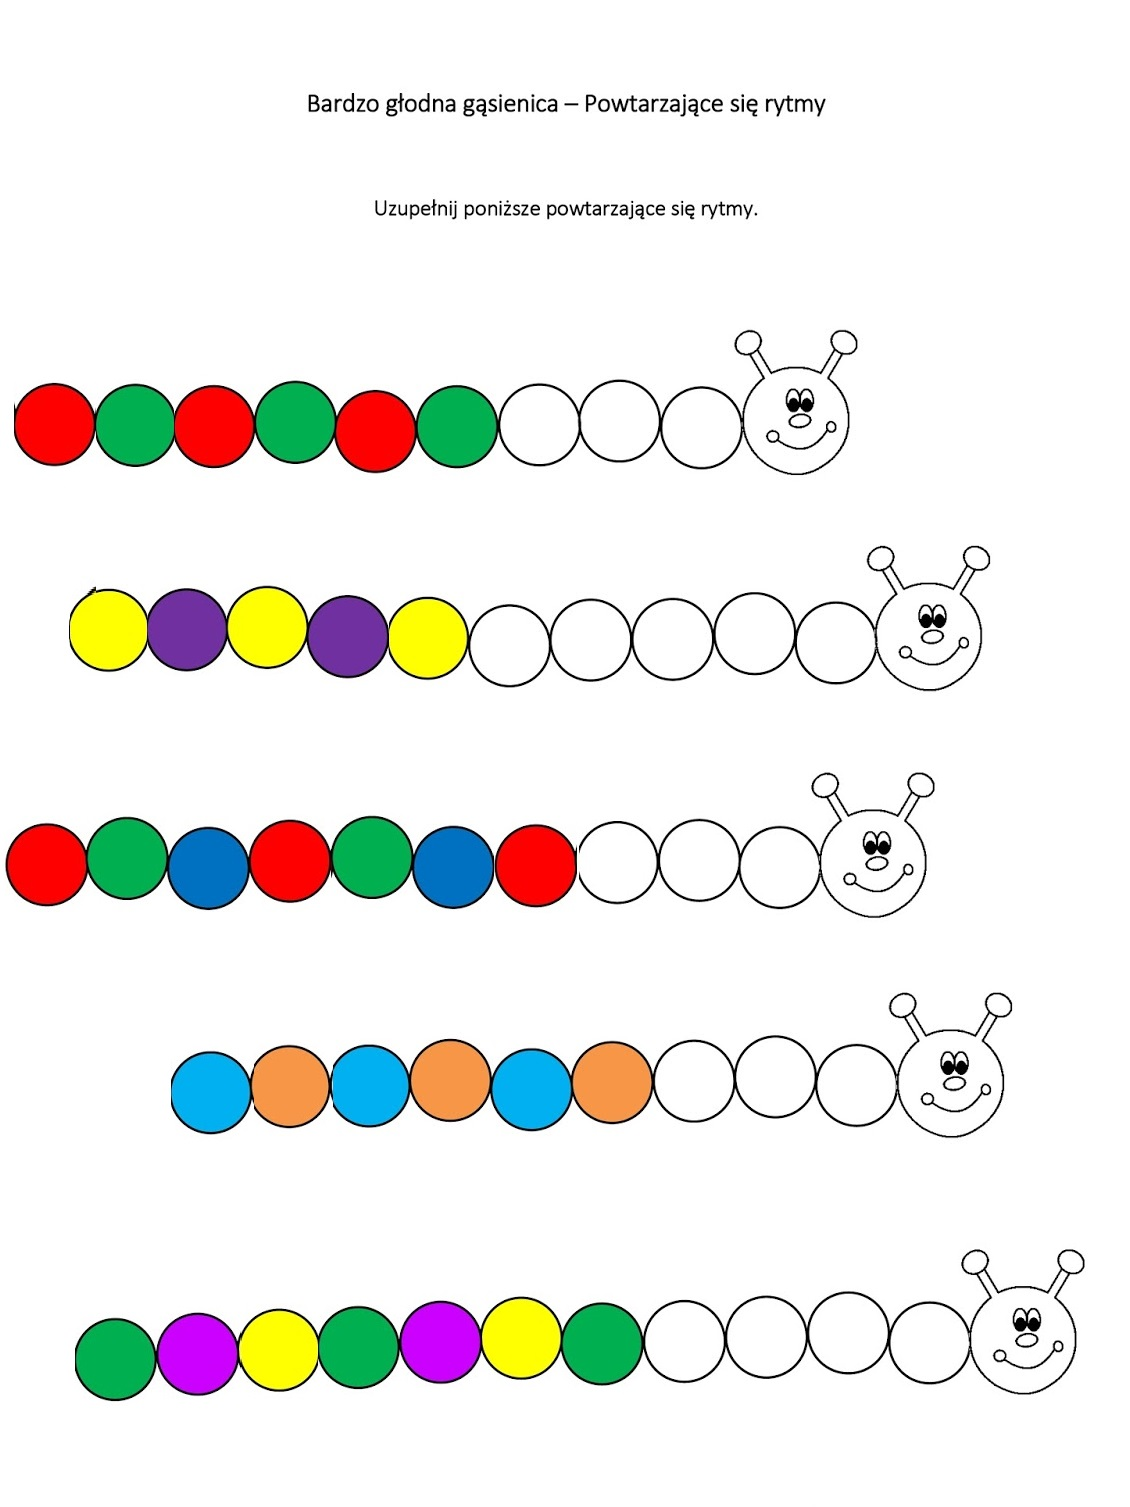 Bardzo głodna gąsienica – Powtarzające się rytmy
Uzupełnij poniższe powtarzające się rytmy.